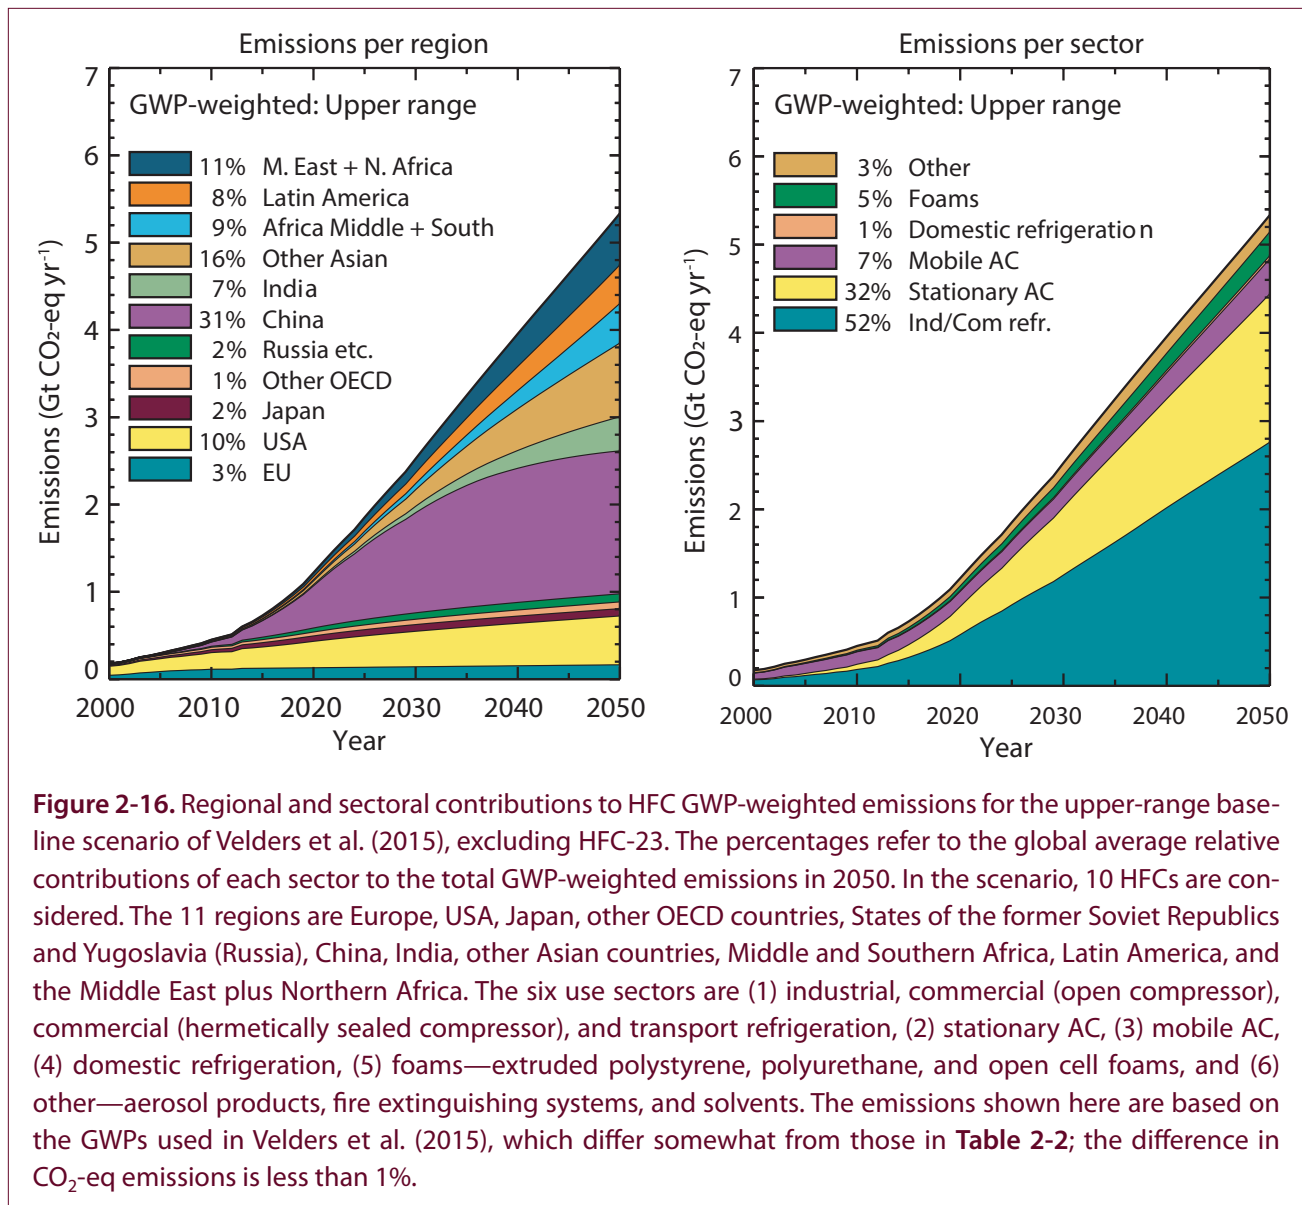 Emissions per region
7
6
5
4
3
2
1
0
Emissions (Gt CO₂-eq yr⁻¹)
GWP-weighted: Upper range
11% M. East + N. Africa
8% Latin America
9% Africa Middle + South
16% Other Asian
7% India
31% China
2% Russia etc.
1% Other OECD
2% Japan
10% USA
3% EU
2000 2010 2020 2030 2040 2050
Year
Emissions per sector
7
6
5
4
3
2
1
0
Emissions (Gt CO₂-eq yr⁻¹)
GWP-weighted: Upper range
3% Other
5% Foams
1% Domestic refrigeration
7% Mobile AC
32% Stationary AC
52% Ind/Com refr.
2000 2010 2020 2030 2040 2050
Year
Figure 2-16. Regional and sectoral contributions to HFC GWP-weighted emissions for the upper-range base-
line scenario of Velders et al. (2015), excluding HFC-23. The percentages refer to the global average relative
contributions of each sector to the total GWP-weighted emissions in 2050. In the scenario, 10 HFCs are con-
sidered. The 11 regions are Europe, USA, Japan, other OECD countries, States of the former Soviet Republics
and Yugoslavia (Russia), China, India, other Asian countries, Middle and Southern Africa, Latin America, and
the Middle East plus Northern Africa. The six use sectors are (1) industrial, commercial (open compressor),
commercial (hermetically sealed compressor), and transport refrigeration, (2) stationary AC, (3) mobile AC,
(4) domestic refrigeration, (5) foams—extruded polystyrene, polyurethane, and open cell foams, and (6)
other—aerosol products, fire extinguishing systems, and solvents. The emissions shown here are based on
the GWPs used in Velders et al. (2015), which differ somewhat from those in Table 2-2; the difference in
CO₂-eq emissions is less than 1%.